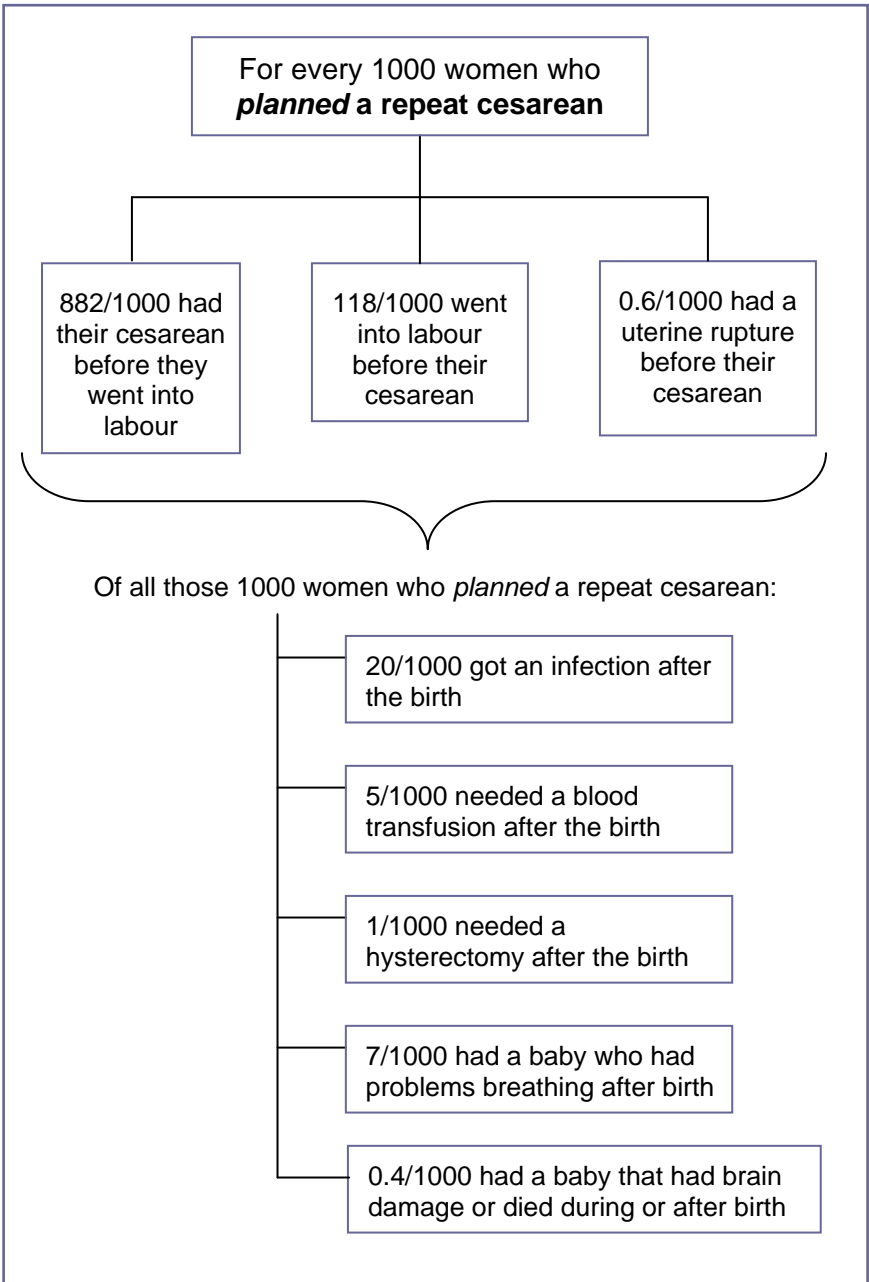 For every 1000 women who
planned a repeat cesarean
882/1000 had
their cesarean
before they
went into
labour
118/1000 went
into labour
before their
cesarean
0.6/1000 had a
uterine rupture
before their
cesarean
Of all those 1000 women who planned a repeat cesarean:
20/1000 got an infection after
the birth
5/1000 needed a blood
transfusion after the birth
1/1000 needed a
hysterectomy after the birth
7/1000 had a baby who had
problems breathing after birth
0.4/1000 had a baby that had brain
damage or died during or after birth